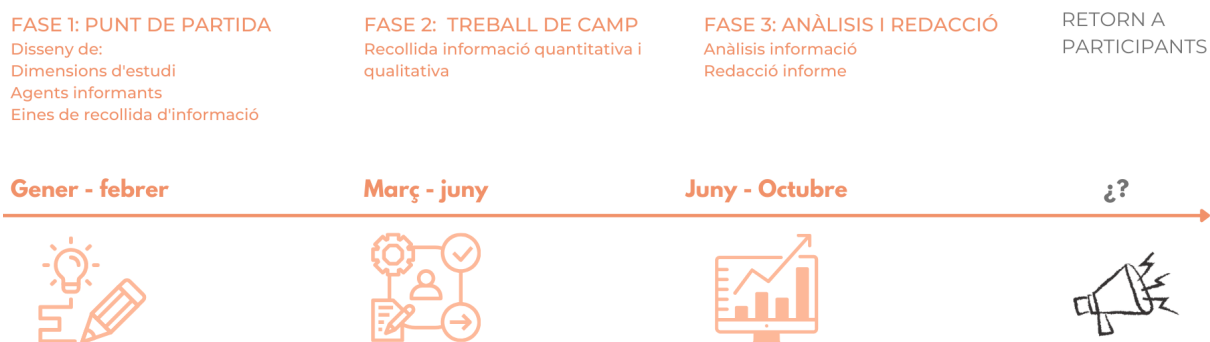 FASE 1: PUNT DE PARTIDA
Disseny de:
Dimensions d'estudi
Agents informants
Eines de recollida d'informació
FASE 2: TREBALL DE CAMP
Recollida informació quantitativa i
qualitativa
FASE 3: ANÀLISIS I REDACCIÓ
Anàlisis informació
Redacció informe
RETORN A
PARTICIPANTS
Gener - febrer
Març - juny
Juny - Octubre
¿?